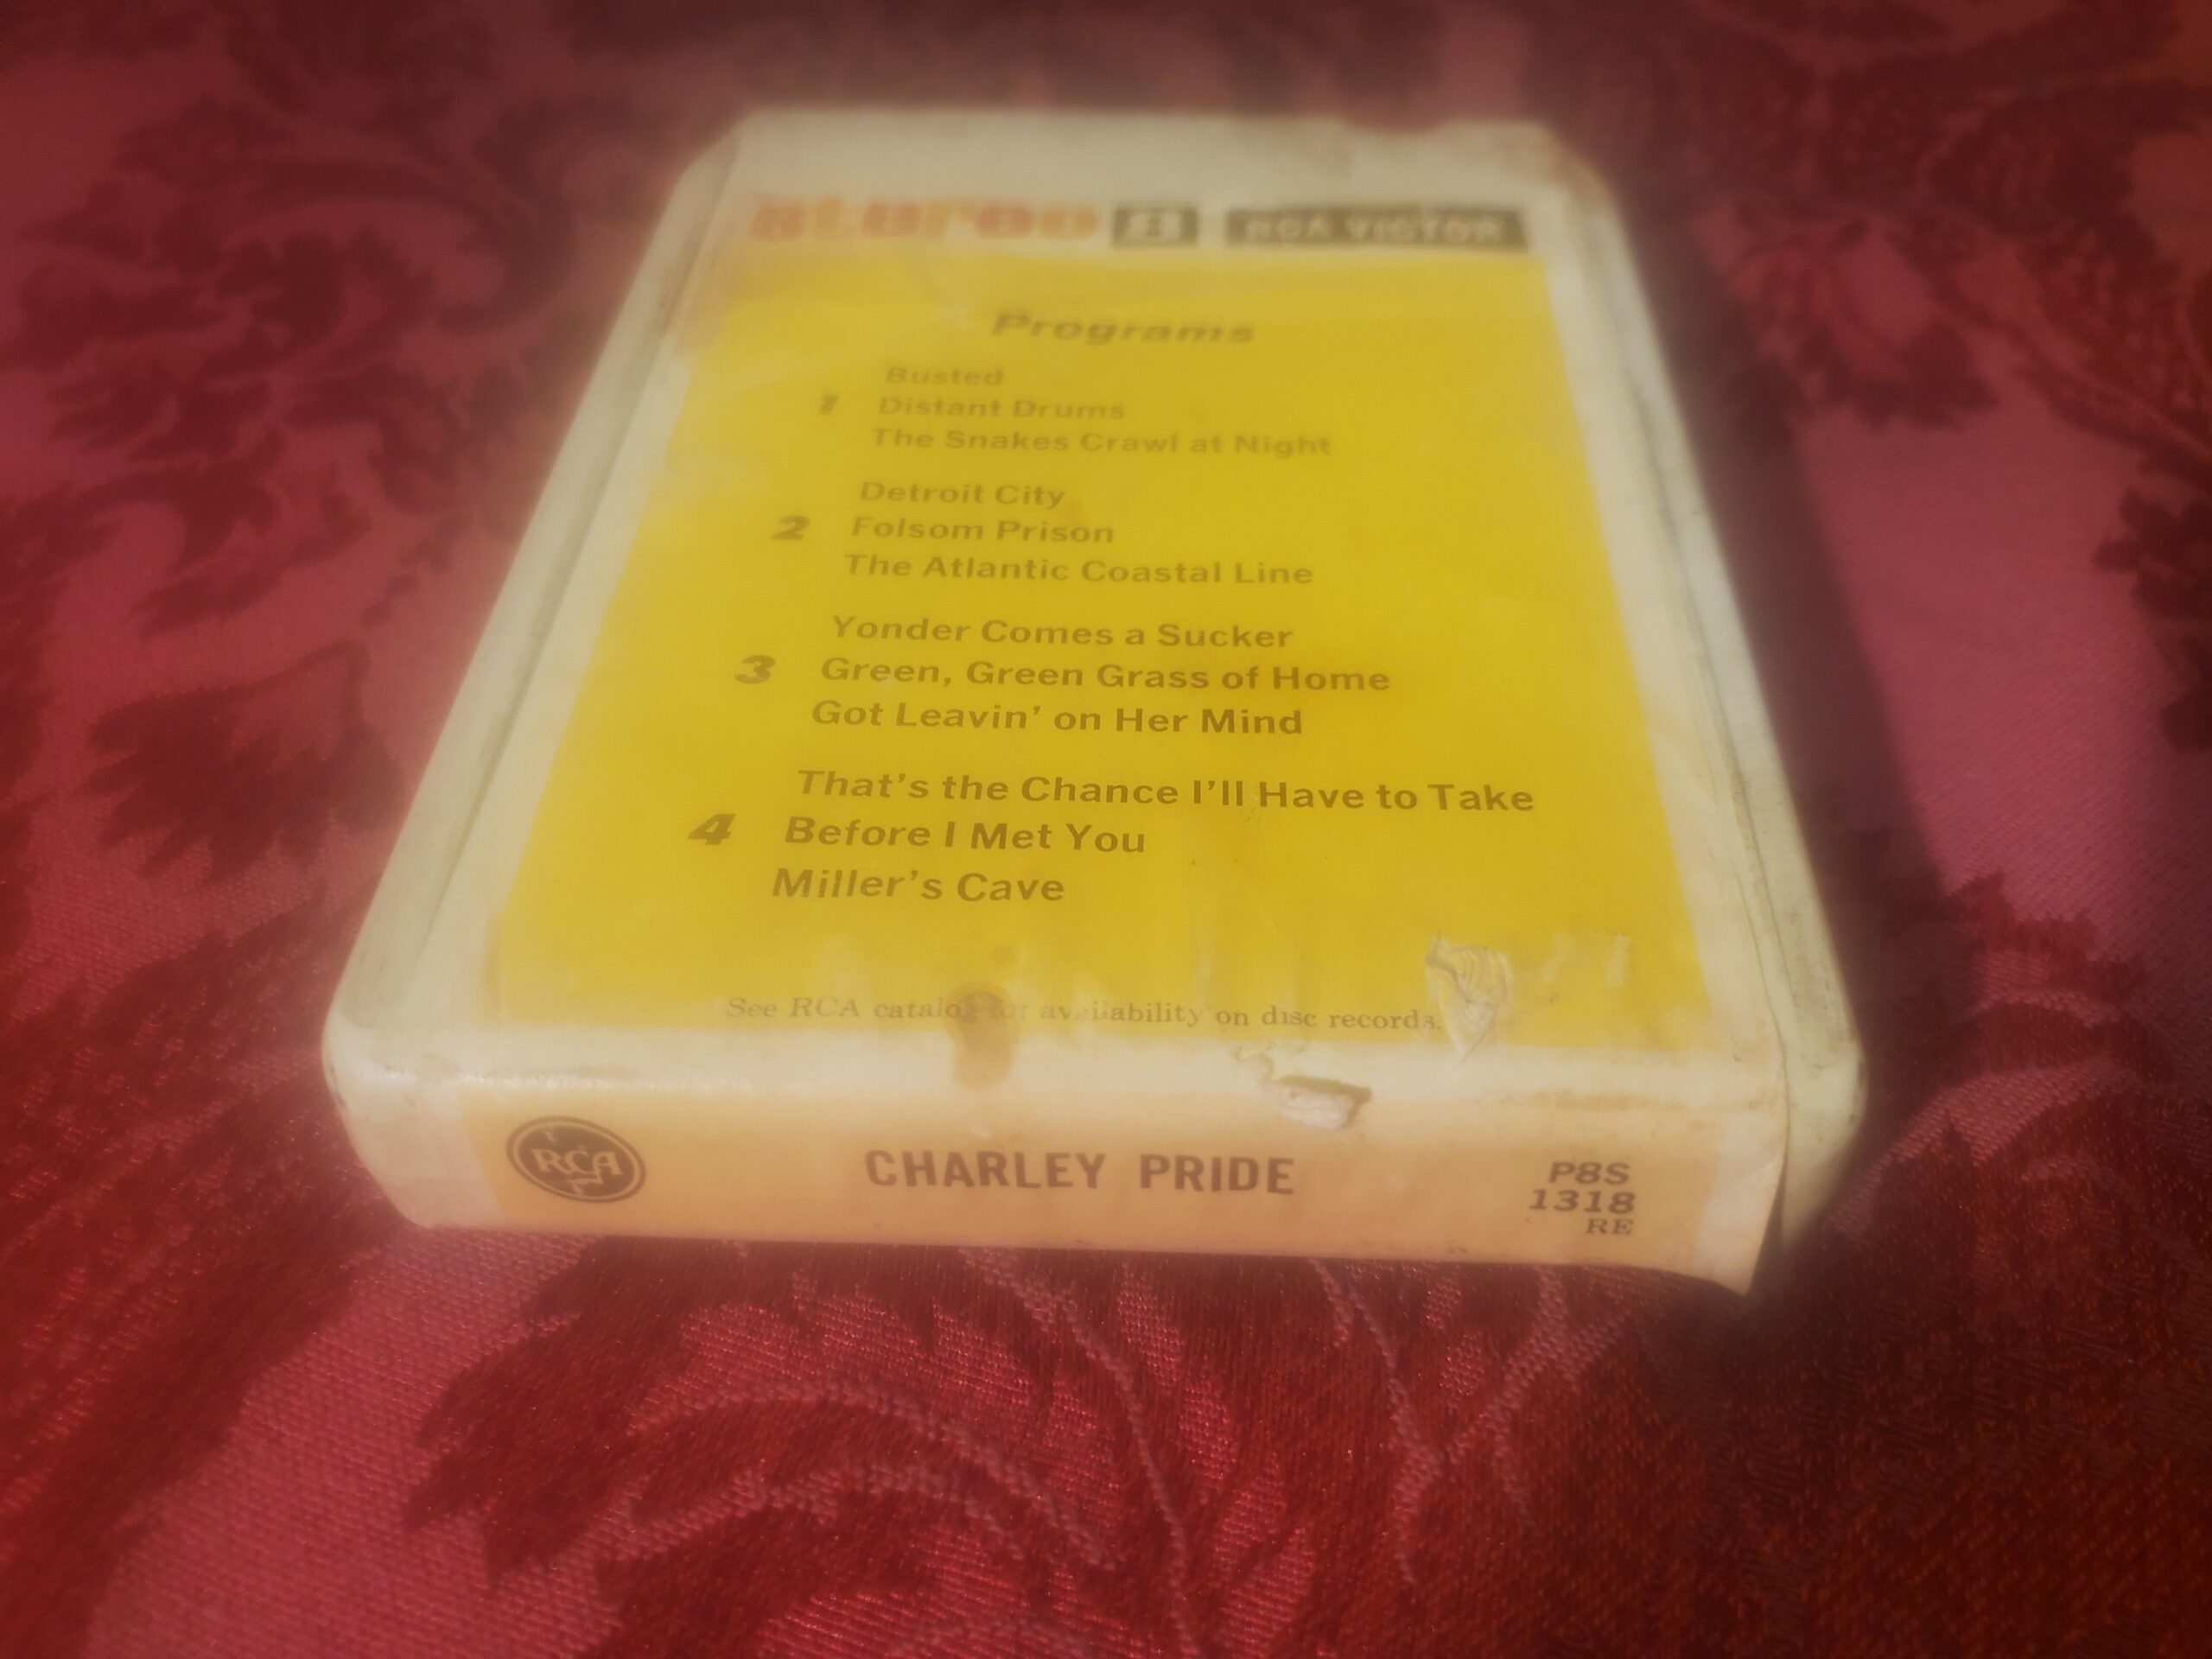 stereo 8 RCA VICTOR
Programs
Busted
1 Distant Drums
The Snakes Crawl at Night
Detroit City
2 Folsom Prison
The Atlantic Coastal Line
Yonder Comes a Sucker
3 Green, Green Grass of Home
Got Leavin' on Her Mind
That's the Chance I'll Have to Take
4 Before I Met You
Miller's Cave
See RCA catalog for availability on disc records.
RCA CHARLEY PRIDE P8S
1318
RE